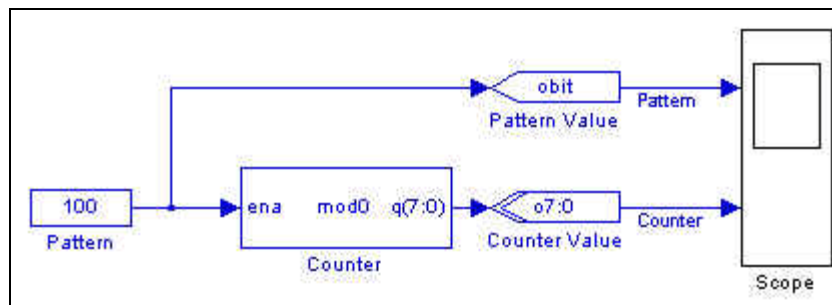 obit
Pattern
Pattern Value
100
ena mod0 q(7:0)
o7:0
Counter
Pattern
Counter Value
Counter
Scope